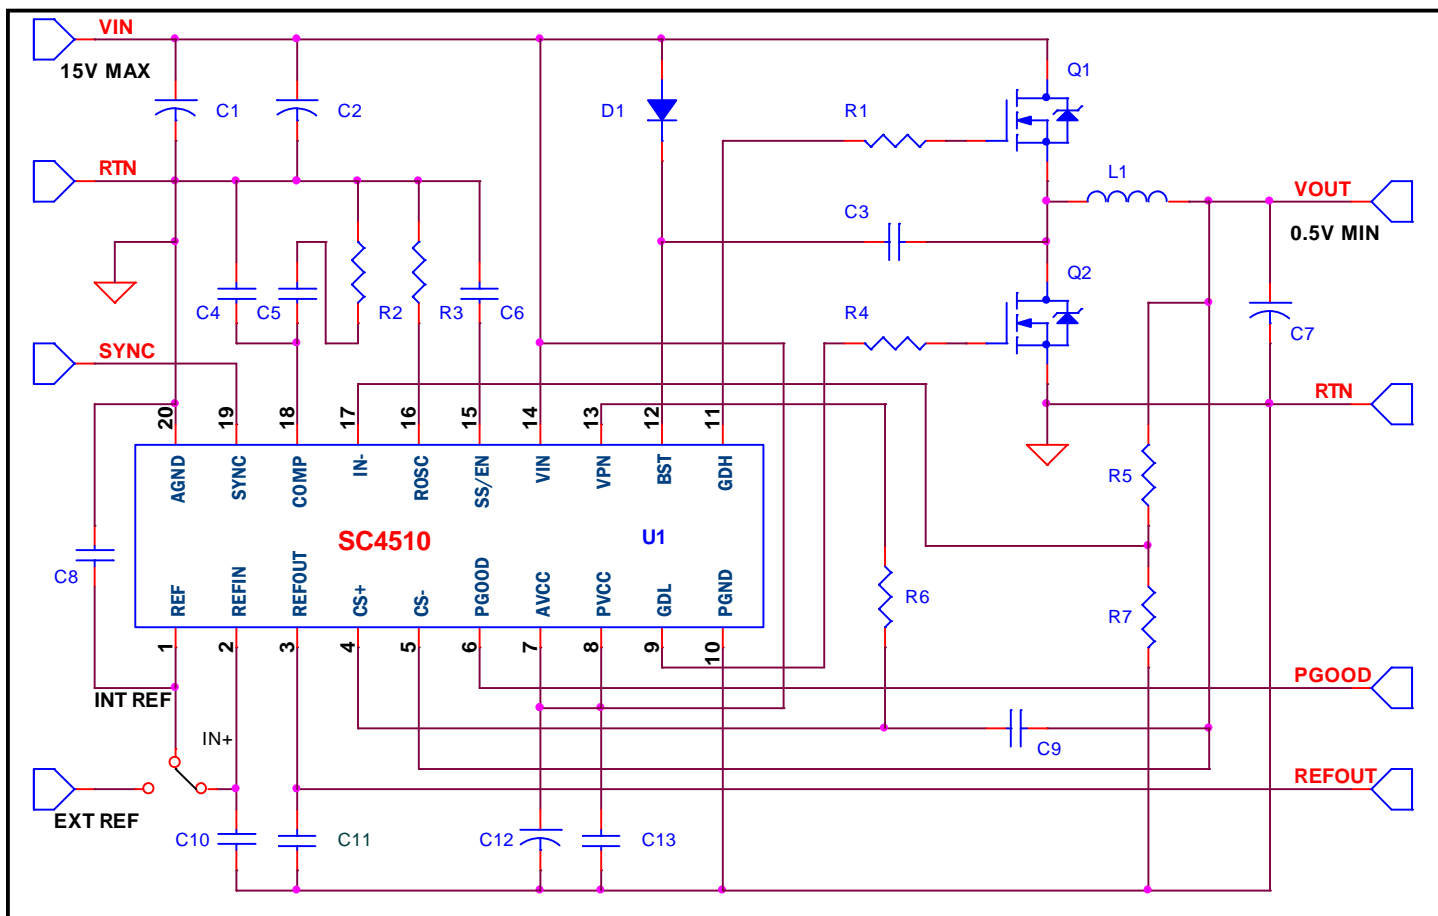 VIN
15V MAX
C1
C2
D1
R1
Q1
RTN
L1
VOUT
0.5V MIN
C3
Q2
C4
C5
R2
R3
C6
R4
C7
SYNC
RTN
20
19
18
17
16
15
14
13
12
11
AGND
SYNC
COMP
IN-
ROSC
SS/EN
VIN
VPN
BST
GDH
R5
SC4510
U1
C8
REF
REFIN
REFOUT
CS+
CS-
PGOOD
AVCC
PVCC
GDL
PGND
R6
R7
1
2
3
4
5
6
7
8
9
10
PGOOD
INT REF
IN+
C9
REFOUT
EXT REF
C10
C11
C12
C13